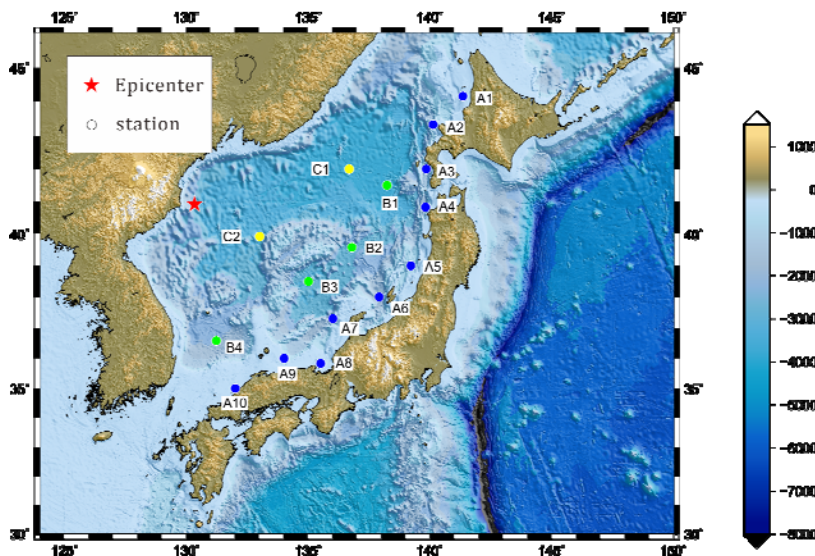 125° 130° 135° 140° 145° 150°
45° 45°
Epicenter
station
A1
A2
C1
A3
B1
A4
40° 40°
C2
B2
A5
B3
A6
A7
B4
A8
A9
35° 35°
A10
30° 30°
125° 130° 135° 140° 145° 150°
1000
0
-1000
-2000
-3000
-4000
-5000
-6000
-7000
-8000